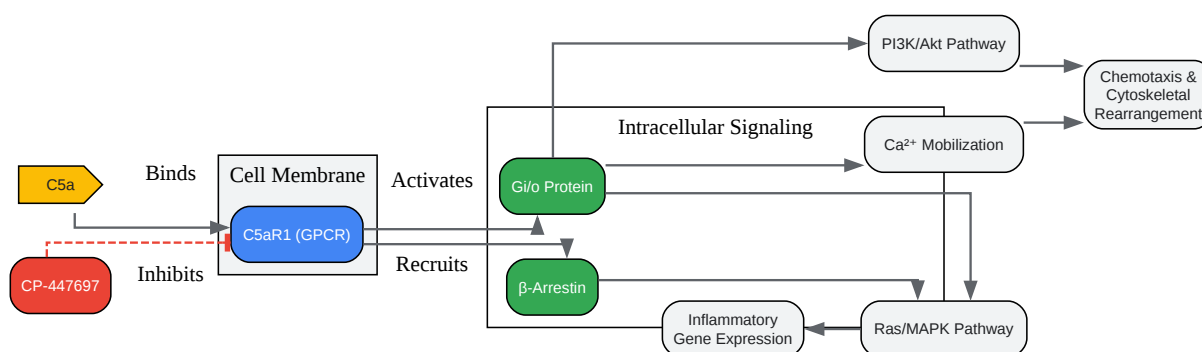 PI3K/Akt Pathway
Chemotaxis &
Cytoskeletal
Rearrangement
Intracellular Signaling
Ca²⁺ Mobilization
Binds
Cell Membrane
Activates
C5a
Gi/o Protein
C5aR1 (GPCR)
Inhibits
Recruits
CP-447697
β-Arrestin
Inflammatory
Gene Expression
Ras/MAPK Pathway